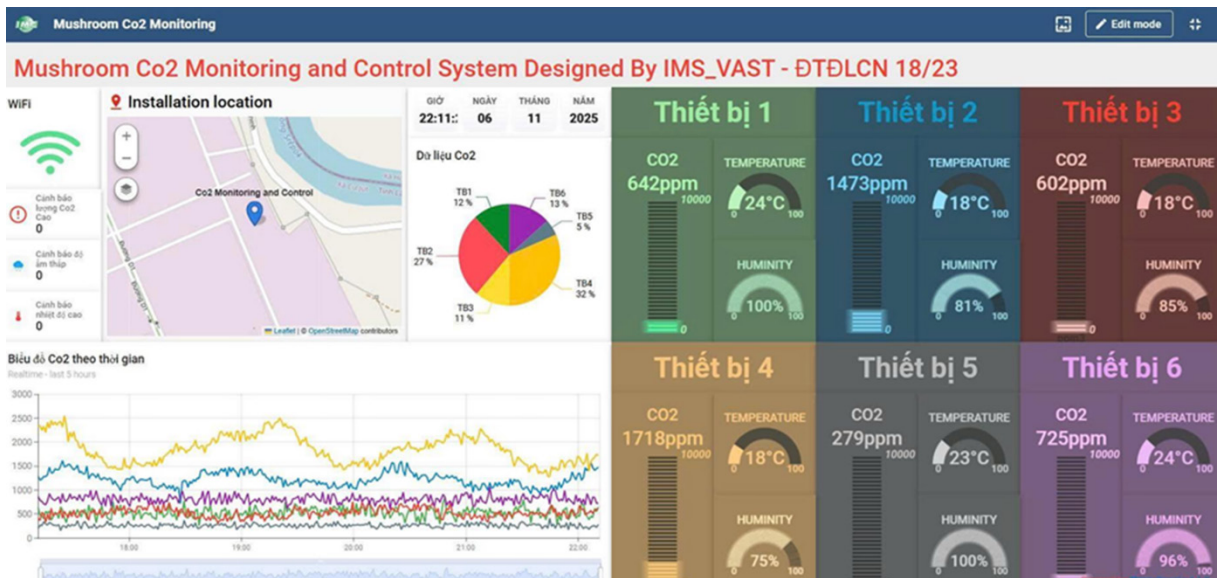 Mushroom Co2 Monitoring
Edit mode
Mushroom Co2 Monitoring and Control System Designed By IMS_VAST - ĐTĐLCN 18/23
WiFi
Cảnh báo
lượng Co2
Cao
0
Cảnh báo độ
ẩm thấp
0
Cảnh báo
nhiệt độ cao
0
Installation location
+
−
Co2 Monitoring and Control
Đường 01
Đường 01
Leaflet | © OpenStreetMap contributors
GIỜ NGÀY THÁNG NĂM
22:11: 06 11 2025
Dữ liệu Co2
TB1
12 %
TB6
13 %
TB5
5 %
TB2
27 %
TB4
32 %
TB3
11 %
Thiết bị 1
CO2
642ppm
10000
0
TEMPERATURE
24°C
0 100
HUMINITY
100%
0 100
Thiết bị 2
CO2
1473ppm
10000
0
TEMPERATURE
18°C
0 100
HUMINITY
81%
0 100
Thiết bị 3
CO2
602ppm
10000
0
TEMPERATURE
18°C
0 100
HUMINITY
85%
0 100
Biểu đồ Co2 theo thời gian
Realtime - last 5 hours
3000
2500
2000
1500
1000
500
0
18:00 19:00 20:00 21:00 22:00
Thiết bị 4
CO2
1718ppm
10000
TEMPERATURE
18°C
0 100
HUMINITY
75%
0 100
Thiết bị 5
CO2
279ppm
10000
TEMPERATURE
23°C
0 100
HUMINITY
100%
0 100
Thiết bị 6
CO2
725ppm
10000
TEMPERATURE
24°C
0 100
HUMINITY
96%
0 100